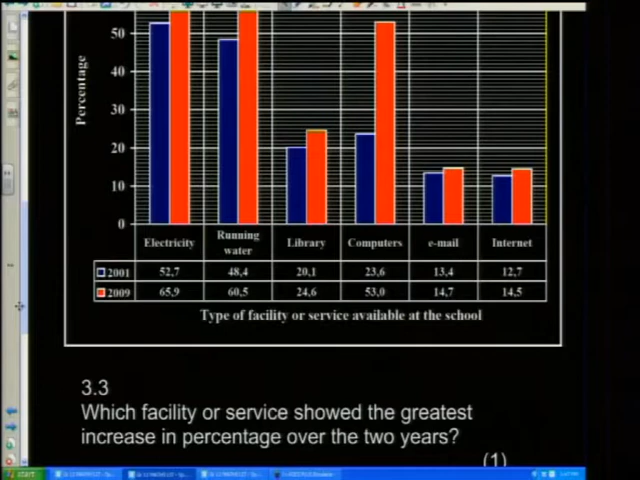 50
40
30
20
10
0
Percentage
Electricity Running water Library Computers e-mail Internet
2001 52,7 48,4 20,1 23,6 13,4 12,7
2009 65,9 60,5 24,6 53,0 14,7 14,5
Type of facility or service available at the school
3.3
Which facility or service showed the greatest
increase in percentage over the two years?
(1)
start